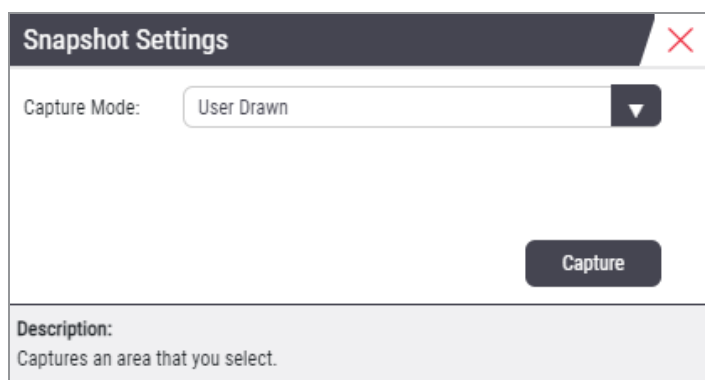 Snapshot Settings
Capture Mode:
User Drawn
Capture
Description:
Captures an area that you select.